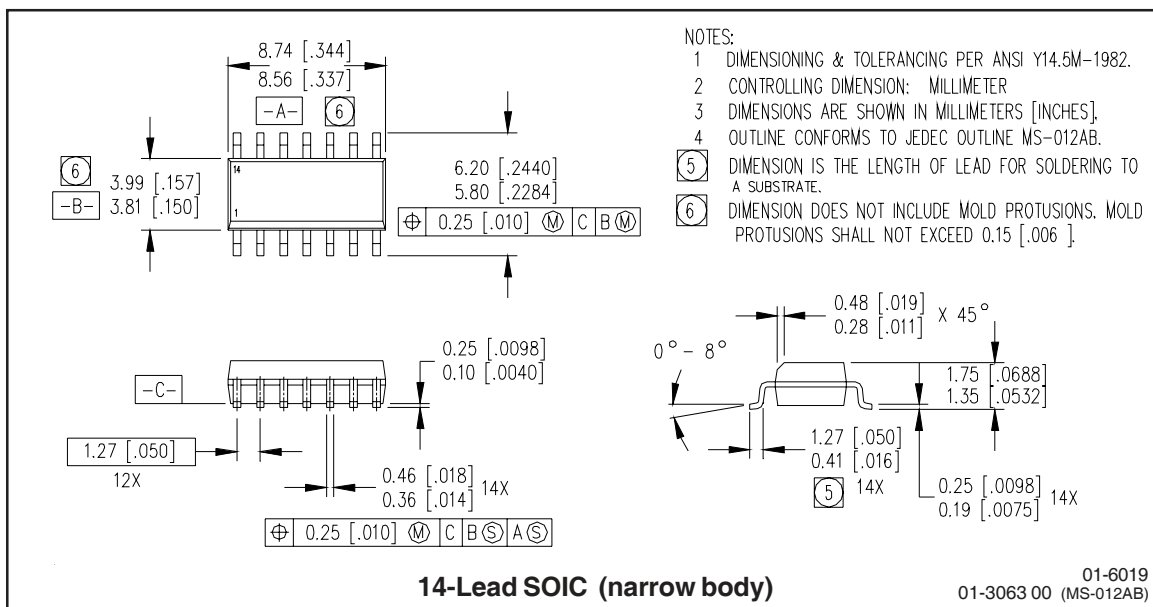 8.74 [.344]
8.56 [.337]
-A- 6
14
1
6
3.99 [.157]
3.81 [.150]
-B-
6.20 [.2440]
5.80 [.2284]
⌖ 0.25 [.010] Ⓜ C B Ⓜ
NOTES:
1 DIMENSIONING & TOLERANCING PER ANSI Y14.5M-1982.
2 CONTROLLING DIMENSION: MILLIMETER
3 DIMENSIONS ARE SHOWN IN MILLIMETERS [INCHES].
4 OUTLINE CONFORMS TO JEDEC OUTLINE MS-012AB.
5 DIMENSION IS THE LENGTH OF LEAD FOR SOLDERING TO
A SUBSTRATE.
6 DIMENSION DOES NOT INCLUDE MOLD PROTUSIONS. MOLD
PROTUSIONS SHALL NOT EXCEED 0.15 [.006 ].
-C-
0.25 [.0098]
0.10 [.0040]
1.27 [.050]
12X
0.46 [.018]
0.36 [.014] 14X
⌖ 0.25 [.010] Ⓜ C B Ⓢ A Ⓢ
0.48 [.019]
0.28 [.011] X 45°
0°- 8°
1.75 [.0688]
1.35 [.0532]
1.27 [.050]
0.41 [.016]
5 14X
0.25 [.0098]
0.19 [.0075] 14X
14-Lead SOIC (narrow body)
01-6019
01-3063 00 (MS-012AB)